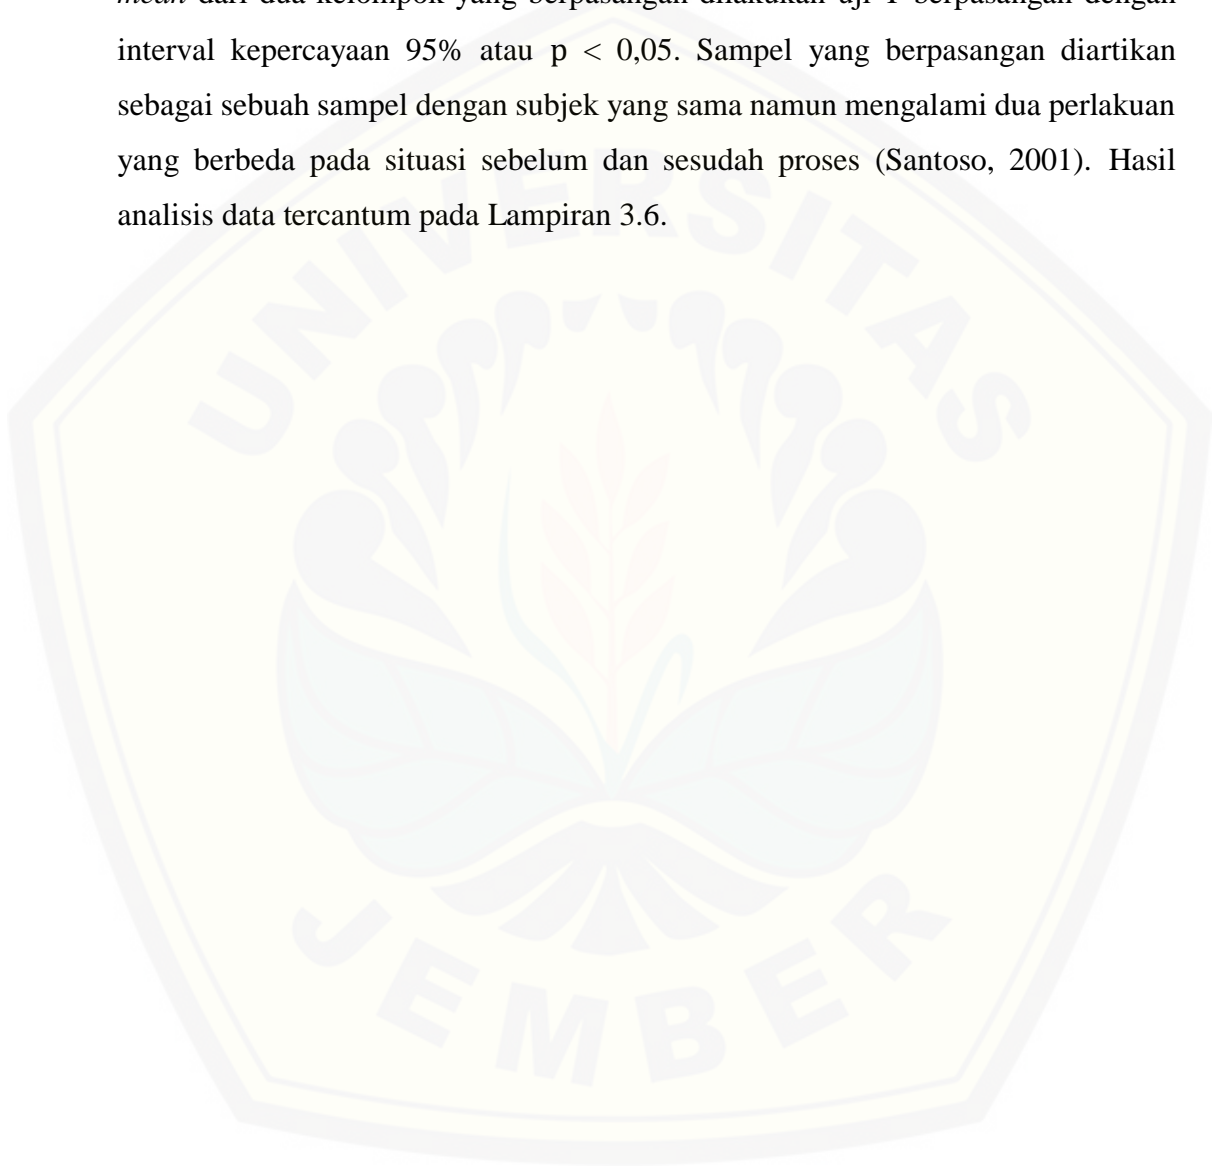 mean dari dua kelompok yang berpasangan dilakukan uji T berpasangan dengan
interval kepercayaan 95% atau p < 0,05. Sampel yang berpasangan diartikan
sebagai sebuah sampel dengan subjek yang sama namun mengalami dua perlakuan
yang berbeda pada situasi sebelum dan sesudah proses (Santoso, 2001). Hasil
analisis data tercantum pada Lampiran 3.6.
UNIVERSITAS
JEMBER